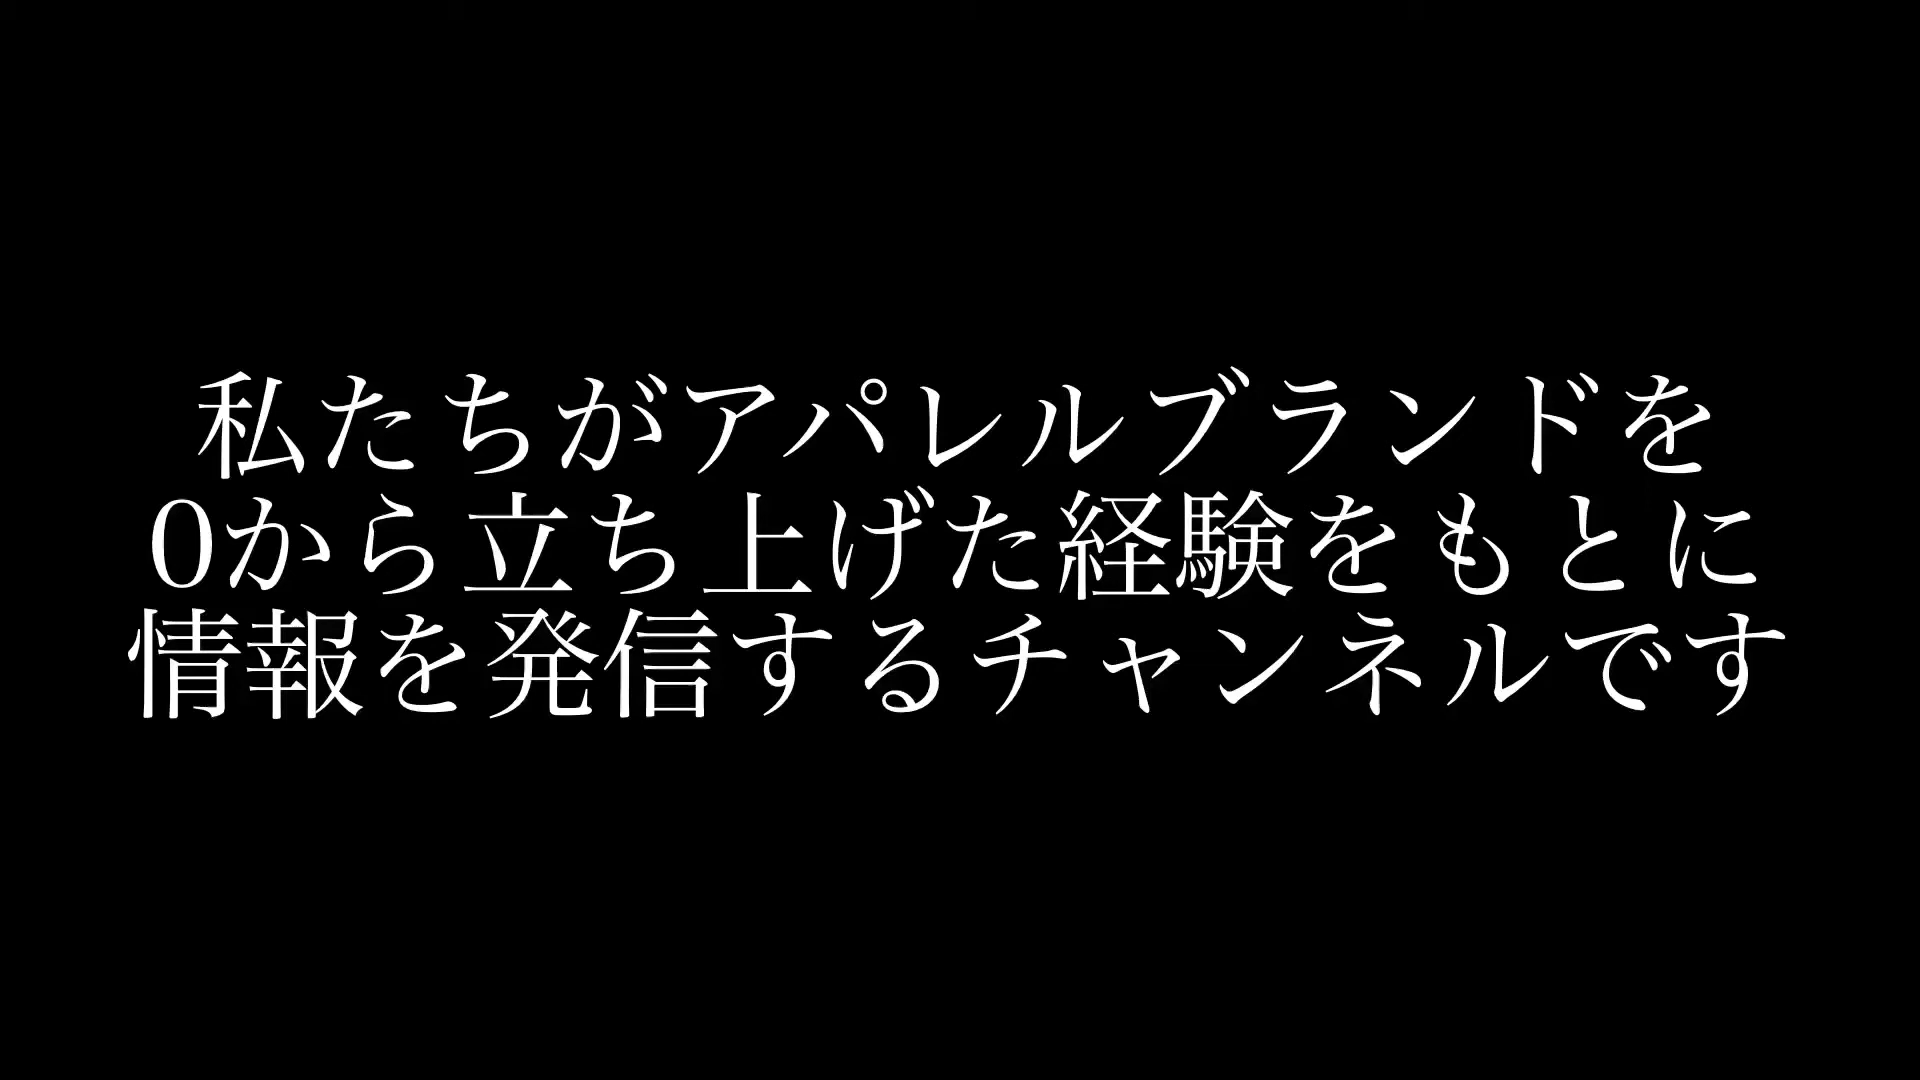 私たちがアパレルブランドを
0から立ち上げた経験をもとに
情報を発信するチャンネルです